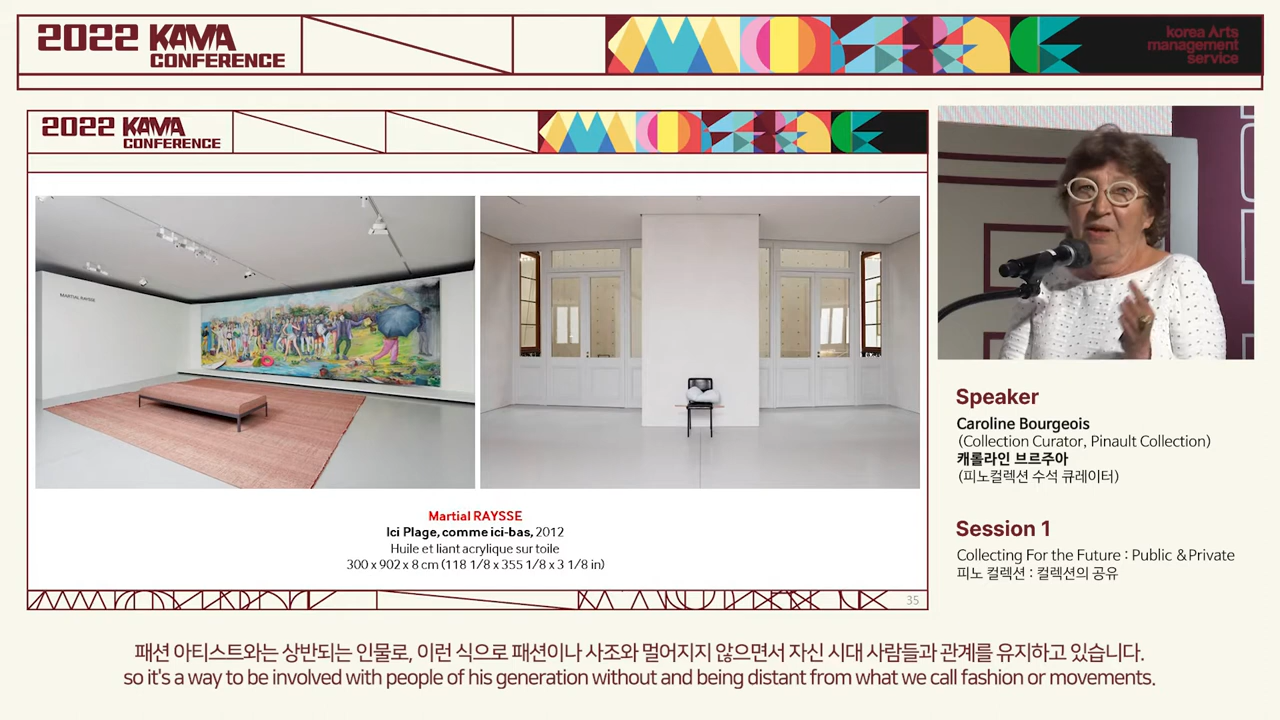 2022 KAMA
CONFERENCE
korea Arts
management
service
2022 KAMA
CONFERENCE
MARTIAL RAYSSE
Martial RAYSSE
Ici Plage, comme ici-bas, 2012
Huile et liant acrylique sur toile
300 x 902 x 8 cm (118 1/8 x 355 1/8 x 3 1/8 in)
35
Speaker
Caroline Bourgeois
(Collection Curator, Pinault Collection)
캐롤라인 브르주아
(피노컬렉션 수석 큐레이터)
Session 1
Collecting For the Future : Public & Private
피노 컬렉션 : 컬렉션의 공유
패션 아티스트와는 상반되는 인물로, 이런 식으로 패션이나 사조와 멀어지지 않으면서 자신 시대 사람들과 관계를 유지하고 있습니다.
so it's a way to be involved with people of his generation without and being distant from what we call fashion or movements.